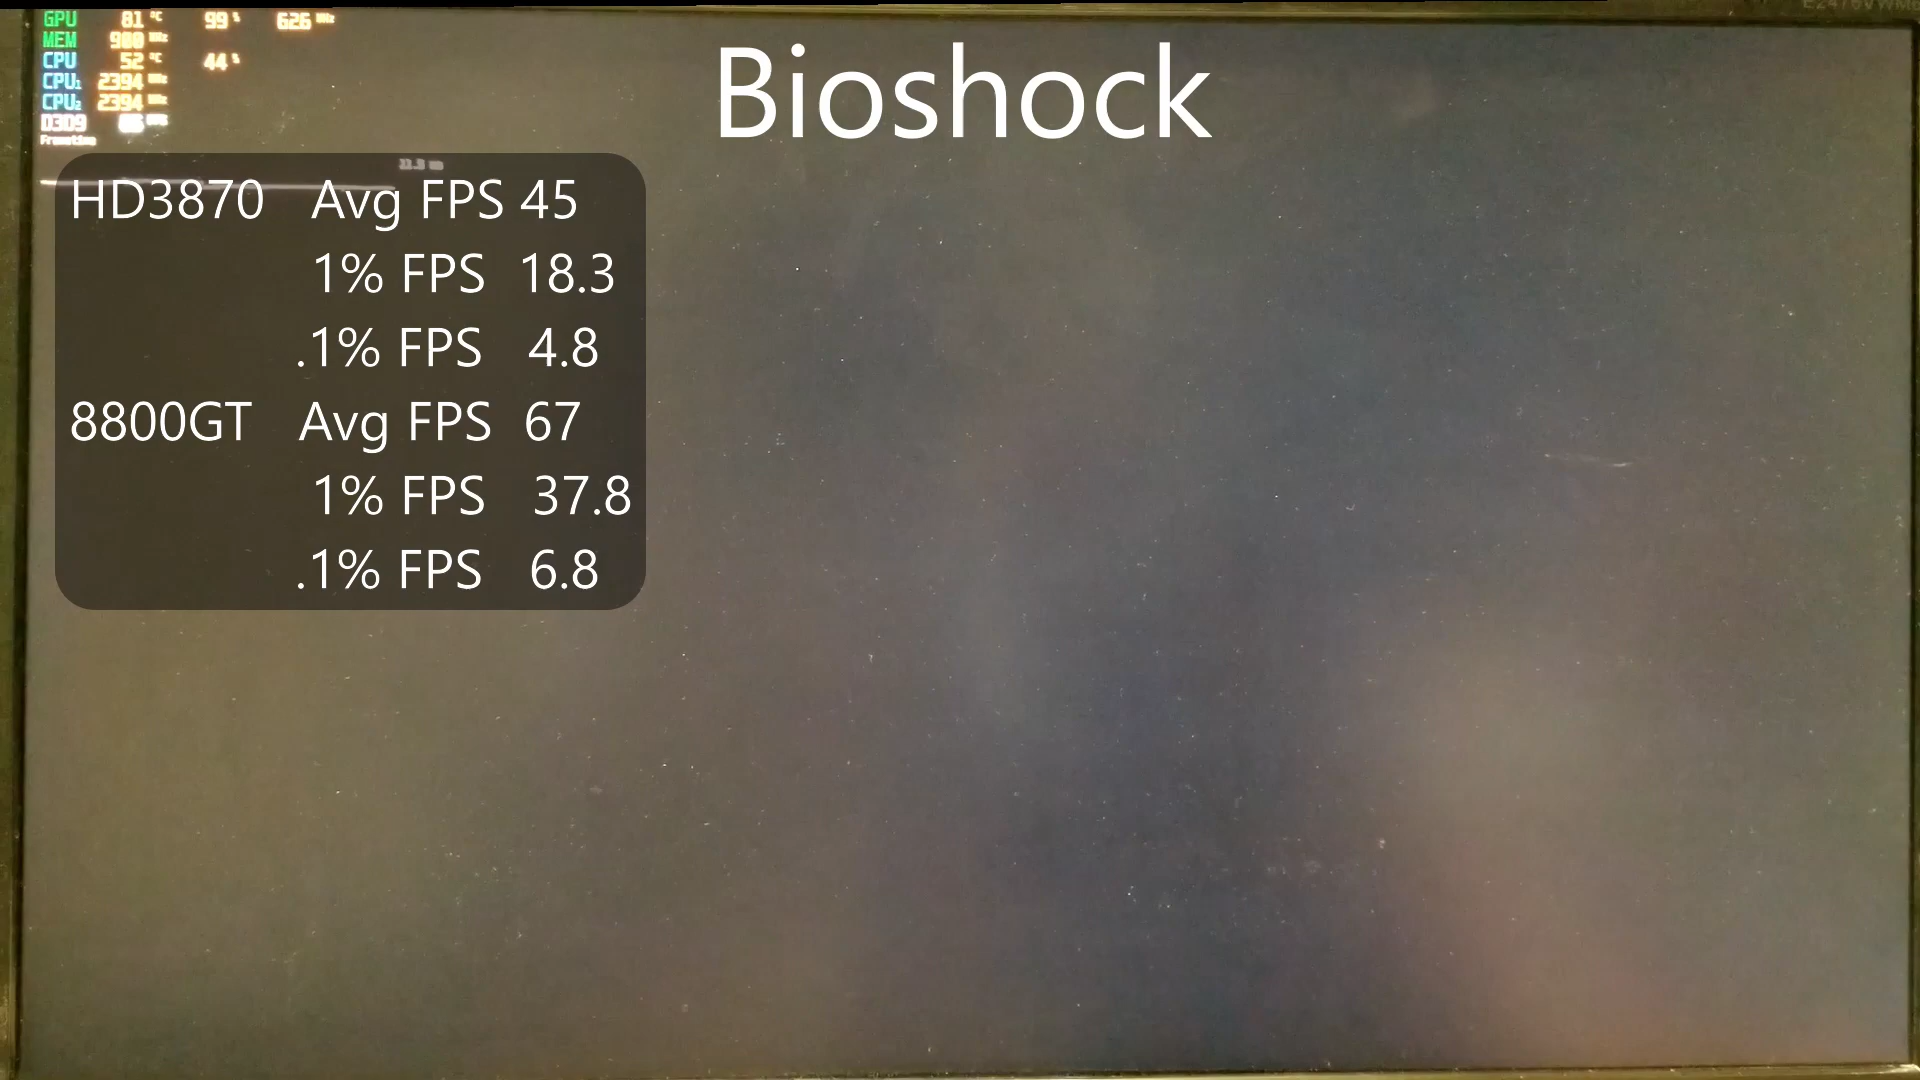 GPU 81 °C 99 % 626 MHz
MEM 900 MHz
CPU 52 °C 44 %
CPU1 2394 MHz
CPU2 2394 MHz
D3D9
Frametime
Bioshock
HD3870 Avg FPS 45
1% FPS 18.3
.1% FPS 4.8
8800GT Avg FPS 67
1% FPS 37.8
.1% FPS 6.8